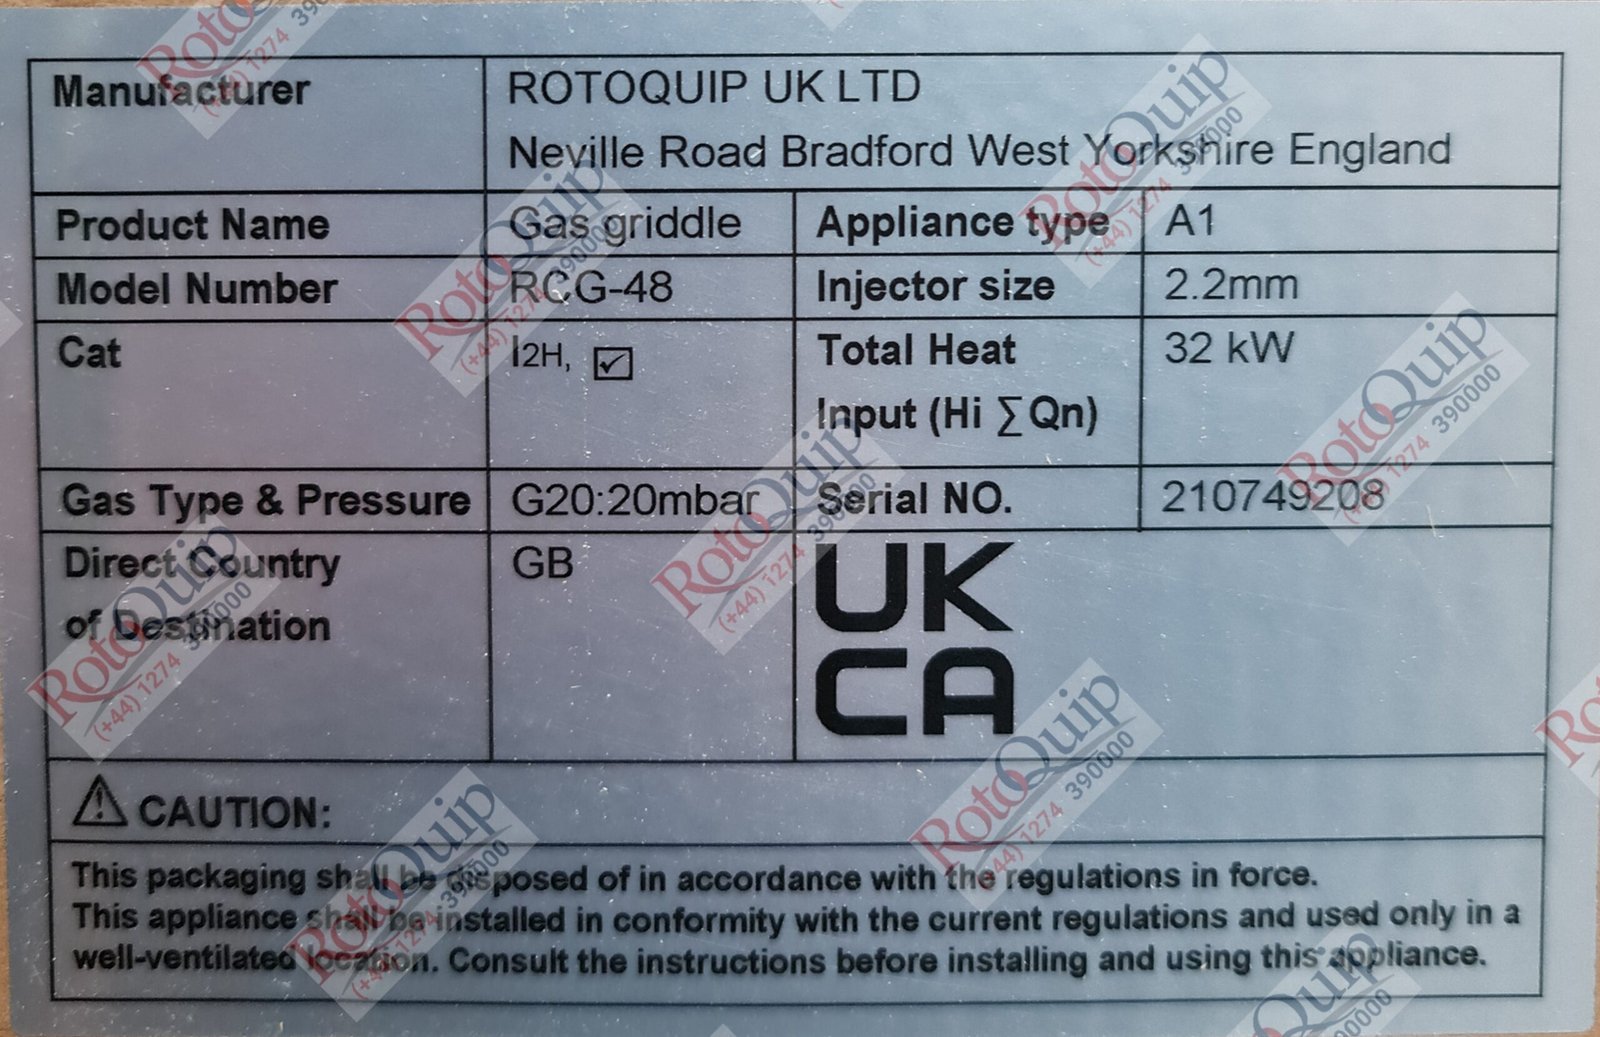 Manufacturer
ROTOQUIP UK LTD
Neville Road Bradford West Yorkshire England
Product Name Gas griddle Appliance type A1
Model Number RCG-48 Injector size 2.2mm
Cat I2H, ☑ Total Heat 32 kW
Input (Hi ∑Qn)
Gas Type & Pressure G20:20mbar Serial NO. 210749208
Direct Country GB
of Destination
UK
CA
⚠ CAUTION:
This packaging shall be disposed of in accordance with the regulations in force.
This appliance shall be installed in conformity with the current regulations and used only in a
well-ventilated location. Consult the instructions before installing and using this appliance.
RotoQuip
(+44) 1274 390000